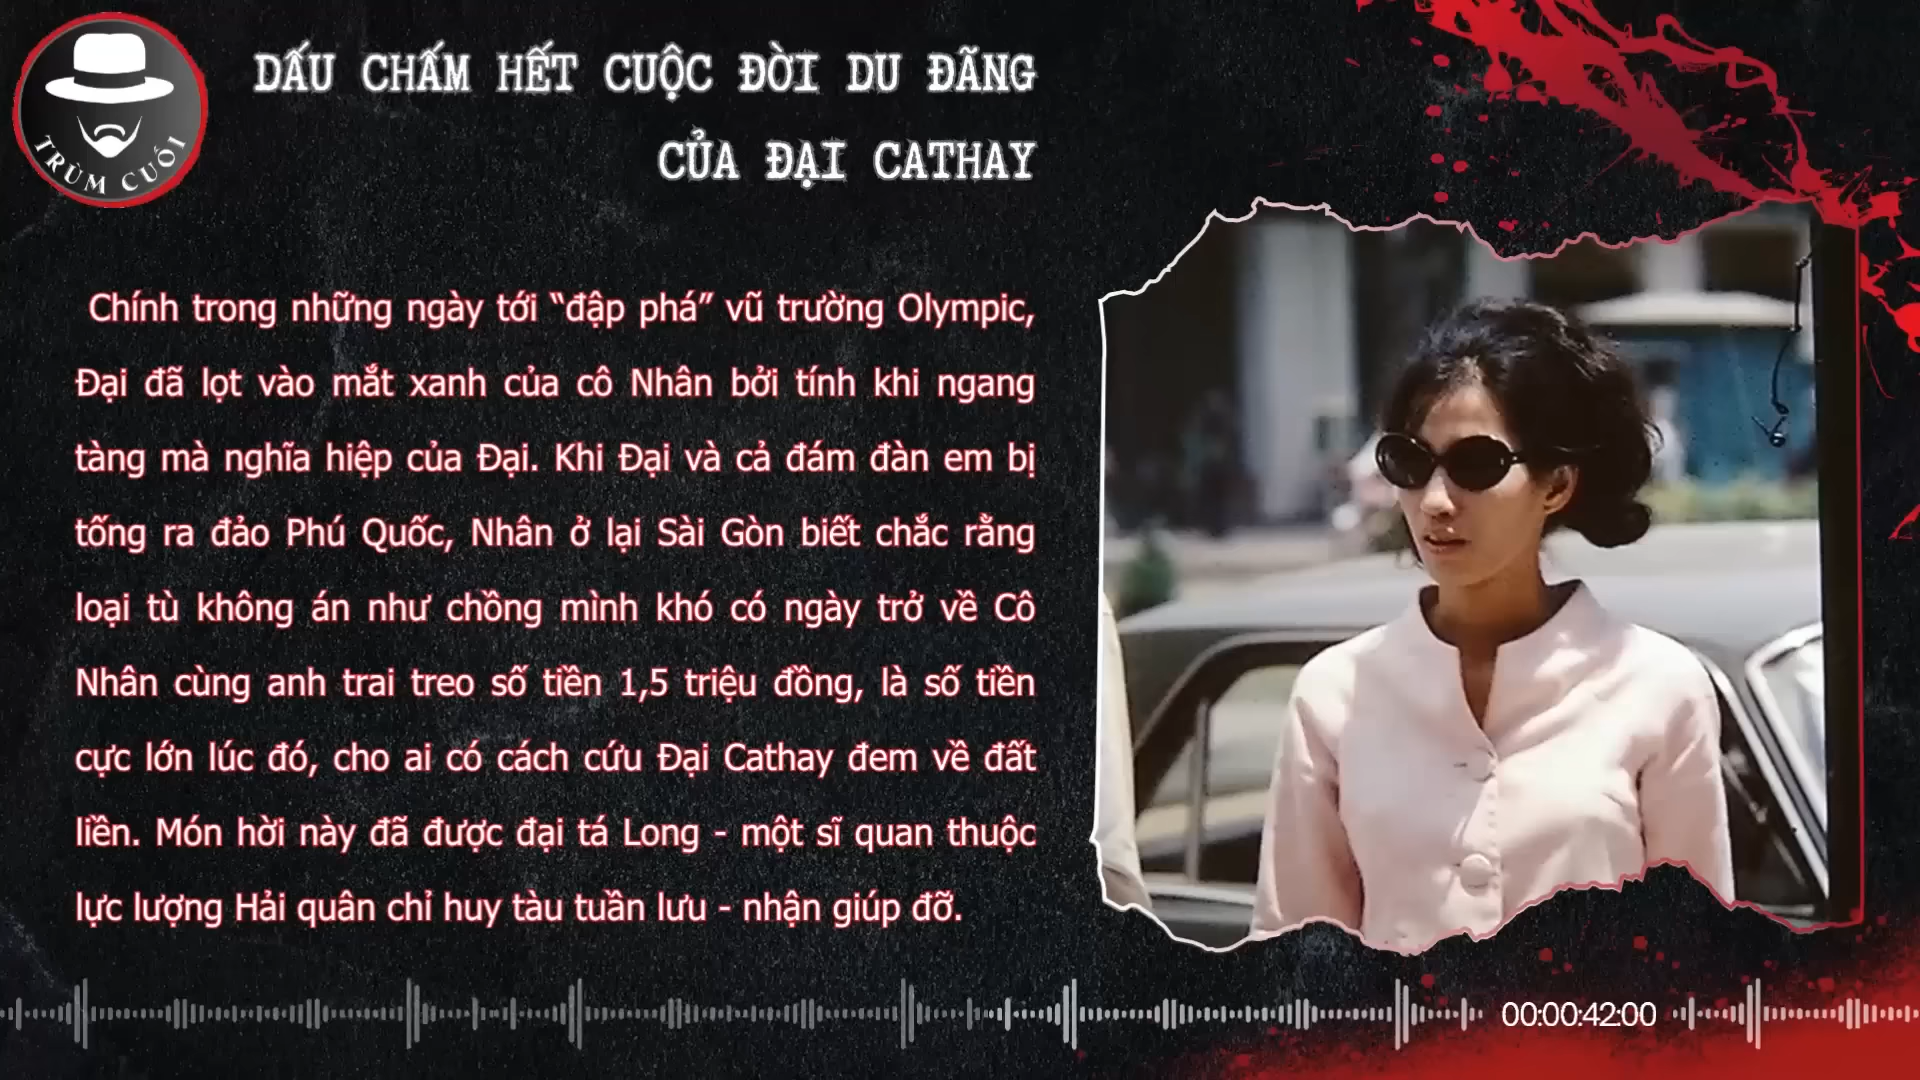 TRÙM CUỐI
DẤU CHẤM HẾT CUỘC ĐỜI DU ĐÃNG
CỦA ĐẠI CATHAY
Chính trong những ngày tới “đập phá” vũ trường Olympic,
Đại đã lọt vào mắt xanh của cô Nhân bởi tính khi ngang
tàng mà nghĩa hiệp của Đại. Khi Đại và cả đám đàn em bị
tống ra đảo Phú Quốc, Nhân ở lại Sài Gòn biết chắc rằng
loại tù không án như chồng mình khó có ngày trở về Cô
Nhân cùng anh trai treo số tiền 1,5 triệu đồng, là số tiền
cực lớn lúc đó, cho ai có cách cứu Đại Cathay đem về đất
liền. Món hời này đã được đại tá Long - một sĩ quan thuộc
lực lượng Hải quân chỉ huy tàu tuần lưu - nhận giúp đỡ.
00:00:42:00